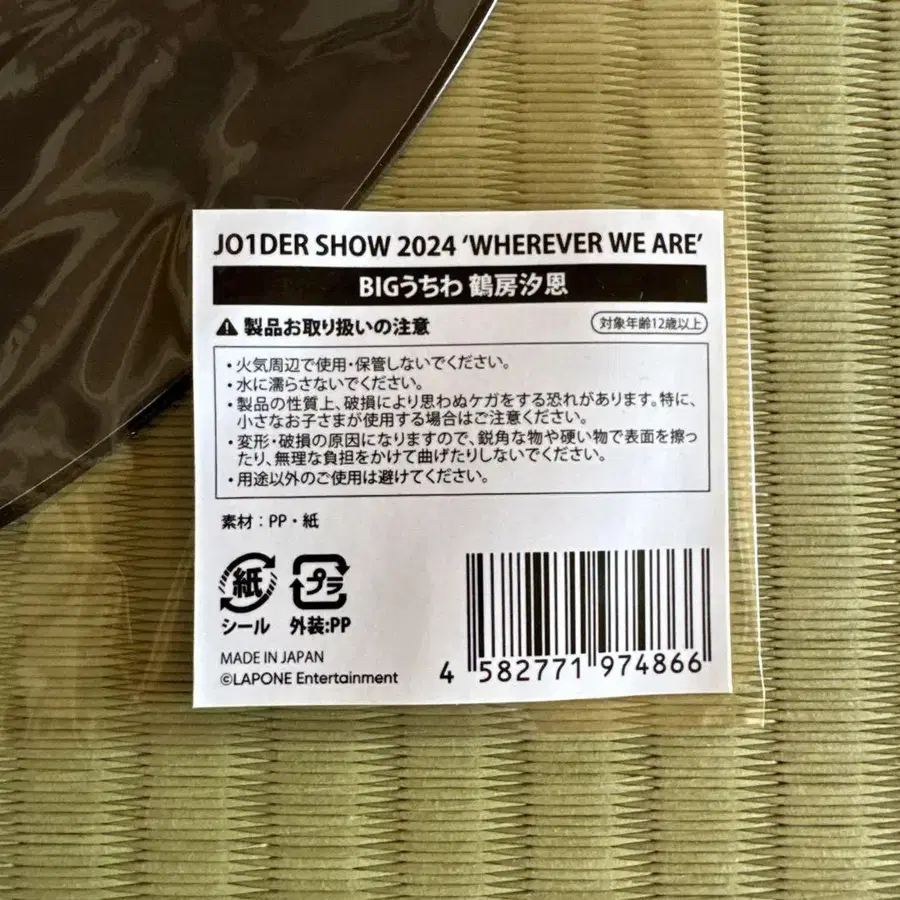 JO1DER SHOW 2024 ‘WHEREVER WE ARE’
BIGうちわ 鶴房汐恩
製品お取り扱いの注意
対象年齢12歳以上
・火気周辺で使用・保管しないでください。
・水に濡らさないでください。
・製品の性質上、破損により思わぬケガをする恐れがあります。特に、
小さなお子さまが使用する場合はご注意ください。
・変形・破損の原因になりますので、鋭角な物や硬い物で表面を擦っ
たり、無理な負担をかけて曲げたりしないでください。
・用途以外のご使用は避けてください。
素材：PP・紙
紙
プラ
シール
外装:PP
MADE IN JAPAN
©LAPONE Entertainment
4 582771 974866